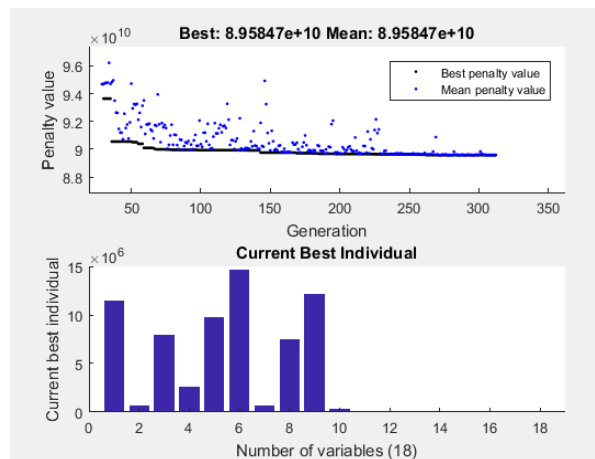 Best: 8.95847e+10 Mean: 8.95847e+10
×10^10
9.6
9.4
9.2
9
8.8
Penalty value
Best penalty value
Mean penalty value
50 100 150 200 250 300 350
Generation
Current Best Individual
×10^6
15
10
5
0
Current best individual
0 2 4 6 8 10 12 14 16 18
Number of variables (18)